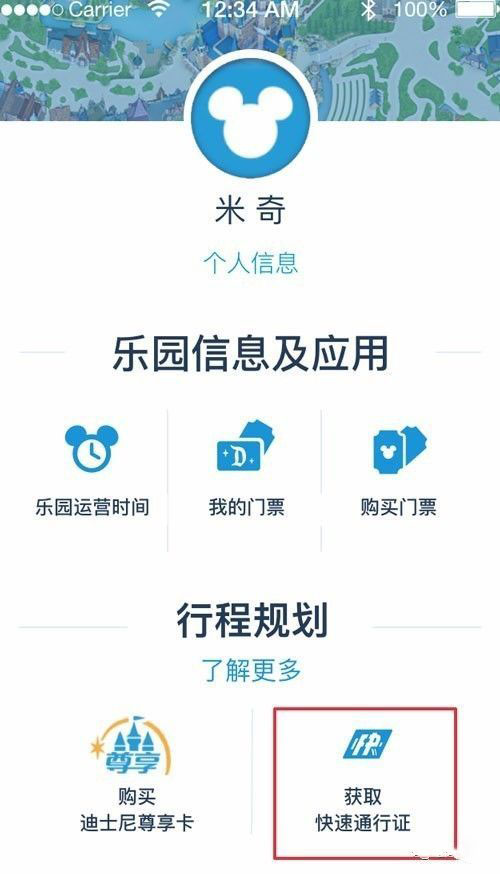 Carrier 12:34 AM 100%
米奇
个人信息
乐园信息及应用
D
乐园运营时间 我的门票 购买门票
行程规划
了解更多
尊享 FP
购买
迪士尼尊享卡
获取
快速通行证